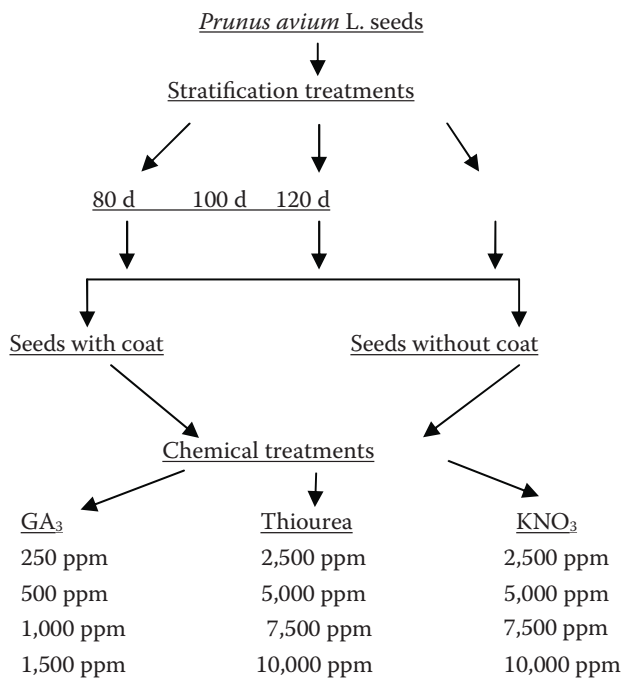 Prunus avium L. seeds
Stratification treatments
80 d 100 d 120 d
Seeds with coat Seeds without coat
Chemical treatments
GA₃ Thiourea KNO₃
250 ppm 2,500 ppm 2,500 ppm
500 ppm 5,000 ppm 5,000 ppm
1,000 ppm 7,500 ppm 7,500 ppm
1,500 ppm 10,000 ppm 10,000 ppm